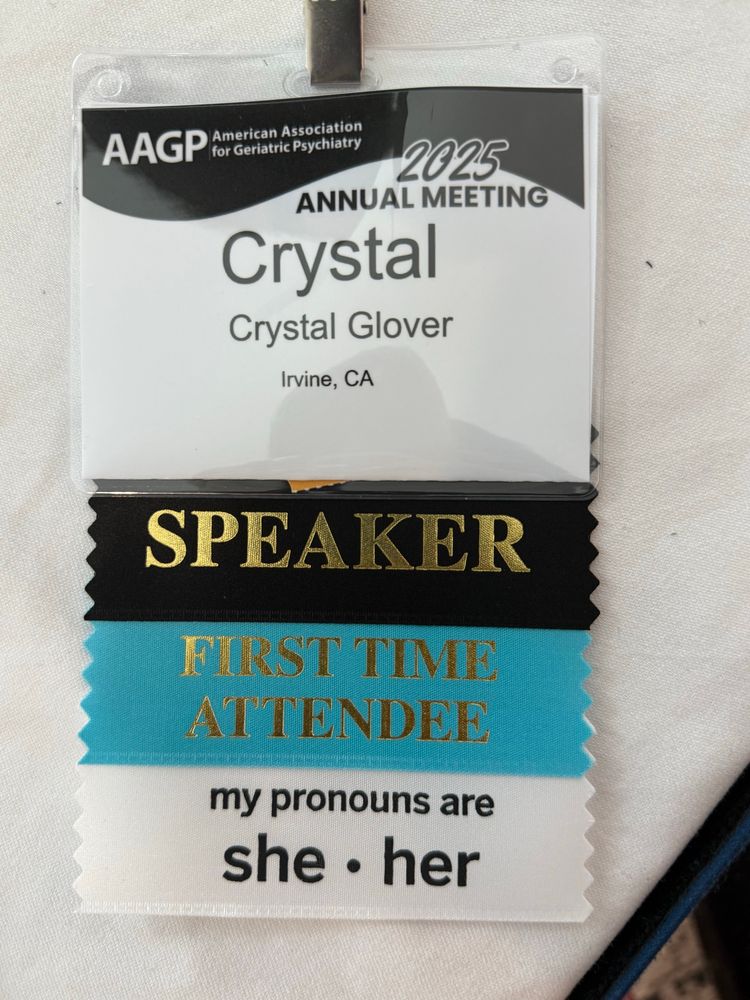 AAGP American Association
for Geriatric Psychiatry
2025
ANNUAL MEETING
Crystal
Crystal Glover
Irvine, CA
SPEAKER
FIRST TIME
ATTENDEE
my pronouns are
she • her